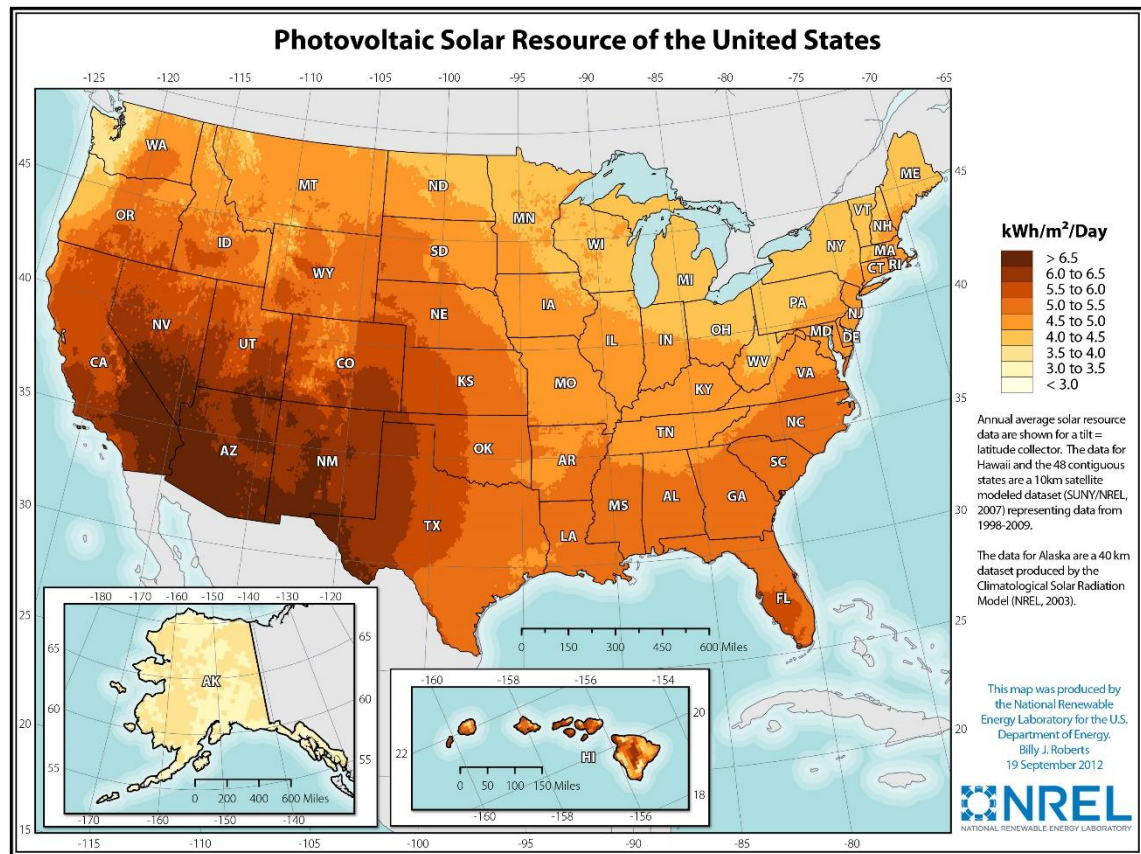 Photovoltaic Solar Resource of the United States
-125 -120 -115 -110 -105 -100 -95 -90 -85 -80 -75 -70 -65
45 45
40 40
35 35
30 30
25 25
20 20
15
-115 -110 -105 -100 -95 -90 -85 -80
WA
MT
ND
MN
ME
OR
ID
WY
SD
WI
MI
NY
VT
NH
MA
CT
RI
NV
UT
CO
NE
IA
IL
IN
OH
PA
NJ
MD
DE
WV
VA
CA
AZ
NM
KS
MO
KY
OK
AR
TN
NC
SC
TX
LA
MS
AL
GA
FL
0 150 300 450 600 Miles
-180 -170 -160 -150 -140 -130 -120
65 65
60 60
55 55
AK
0 200 400 600 Miles
-170 -160 -150 -140
-160 -158 -156 -154
20
22
HI
0 50 100 150 Miles
18
-160 -158 -156
kWh/m²/Day
> 6.5
6.0 to 6.5
5.5 to 6.0
5.0 to 5.5
4.5 to 5.0
4.0 to 4.5
3.5 to 4.0
3.0 to 3.5
< 3.0
Annual average solar resource
data are shown for a tilt =
latitude collector. The data for
Hawaii and the 48 contiguous
states are a 10km satellite
modeled dataset (SUNY/NREL,
2007) representing data from
1998-2009.
The data for Alaska are a 40 km
dataset produced by the
Climatological Solar Radiation
Model (NREL, 2003).
This map was produced by
the National Renewable
Energy Laboratory for the U.S.
Department of Energy.
Billy J. Roberts
19 September 2012
NREL
NATIONAL RENEWABLE ENERGY LABORATORY